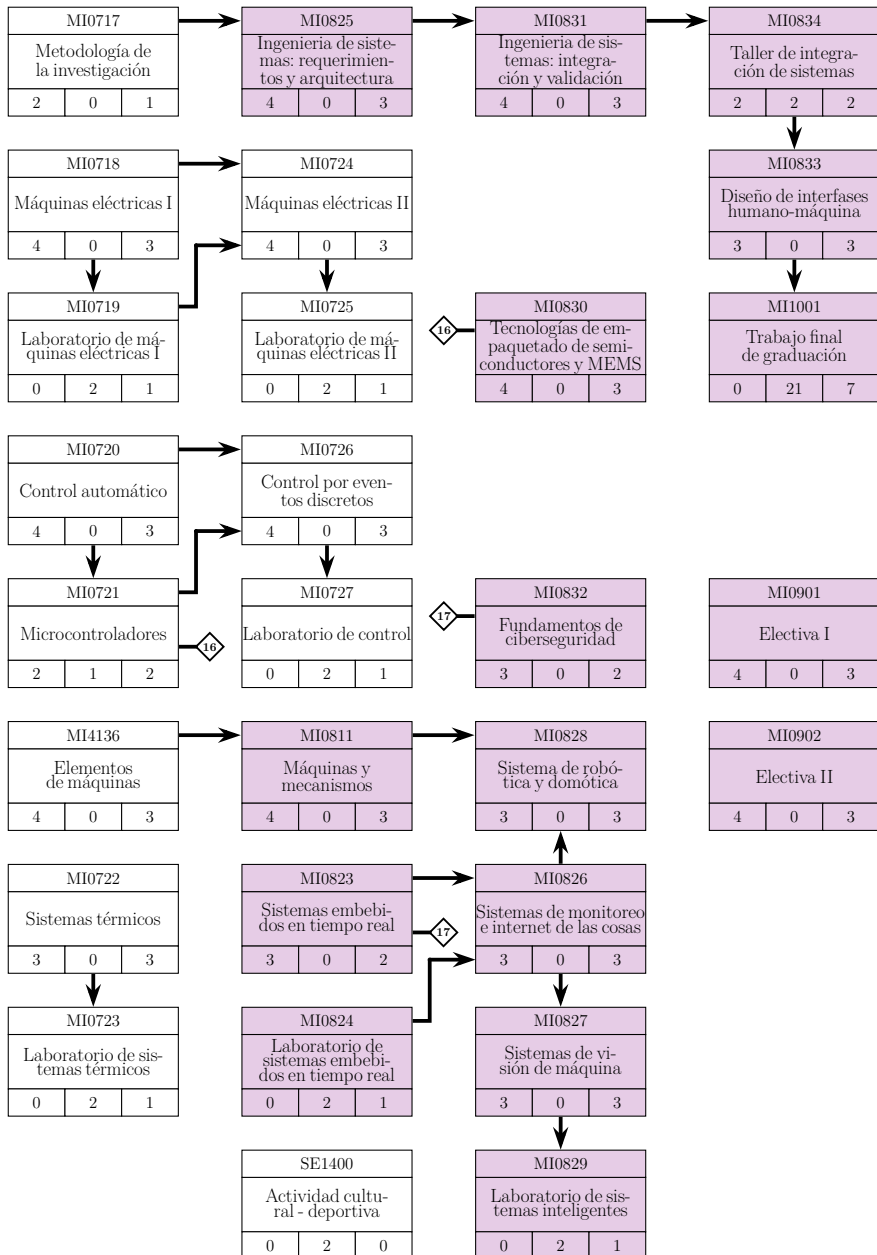 MI0717
Metodología de
la investigación
2 0 1
MI0825
Ingenieria de siste-
mas: requerimien-
tos y arquitectura
4 0 3
MI0831
Ingenieria de sis-
temas: integra-
ción y validación
4 0 3
MI0834
Taller de integra-
ción de sistemas
2 2 2
MI0718
Máquinas eléctricas I
4 0 3
MI0724
Máquinas eléctricas II
4 0 3
MI0833
Diseño de interfases
humano-máquina
3 0 3
MI0719
Laboratorio de má-
quinas eléctricas I
0 2 1
MI0725
Laboratorio de má-
quinas eléctricas II
0 2 1
16
MI0830
Tecnologías de em-
paquetado de semi-
conductores y MEMS
4 0 3
MI1001
Trabajo final
de graduación
0 21 7
MI0720
Control automático
4 0 3
MI0726
Control por even-
tos discretos
4 0 3
MI0721
Microcontroladores
2 1 2
16
MI0727
Laboratorio de control
0 2 1
17
MI0832
Fundamentos de
ciberseguridad
3 0 2
MI0901
Electiva I
4 0 3
MI4136
Elementos
de máquinas
4 0 3
MI0811
Máquinas y
mecanismos
4 0 3
MI0828
Sistema de robó-
tica y domótica
3 0 3
MI0902
Electiva II
4 0 3
MI0722
Sistemas térmicos
3 0 3
MI0823
Sistemas embebi-
dos en tiempo real
3 0 2
17
MI0826
Sistemas de monitoreo
e internet de las cosas
3 0 3
MI0723
Laboratorio de sis-
temas térmicos
0 2 1
MI0824
Laboratorio de
sistemas embebi-
dos en tiempo real
0 2 1
MI0827
Sistemas de vi-
sión de máquina
3 0 3
SE1400
Actividad cultu-
ral - deportiva
0 2 0
MI0829
Laboratorio de sis-
temas inteligentes
0 2 1